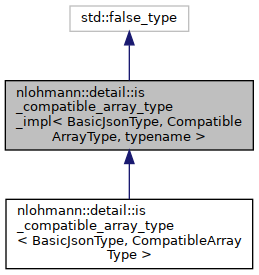 std::false_type
nlohmann::detail::is
_compatible_array_type
_impl< BasicJsonType, Compatible
ArrayType, typename >
nlohmann::detail::is
_compatible_array_type
< BasicJsonType, CompatibleArray
Type >